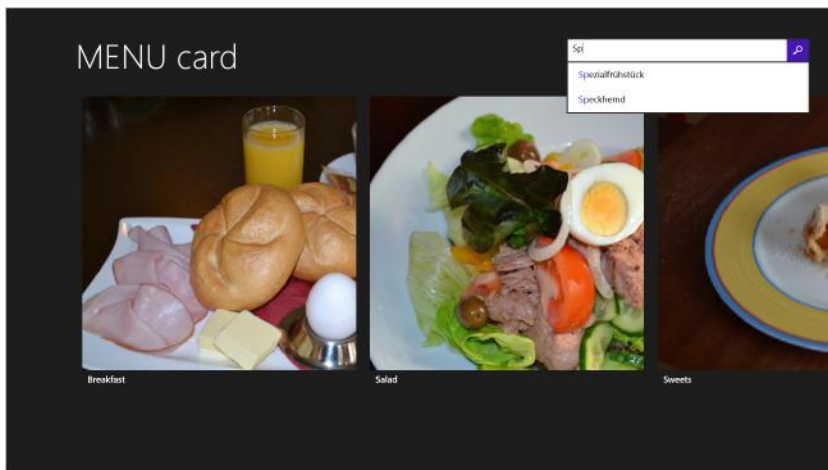 MENU card
Sp
Spezialfrühstück
Speckhemd
Breakfast
Salad
Sweets